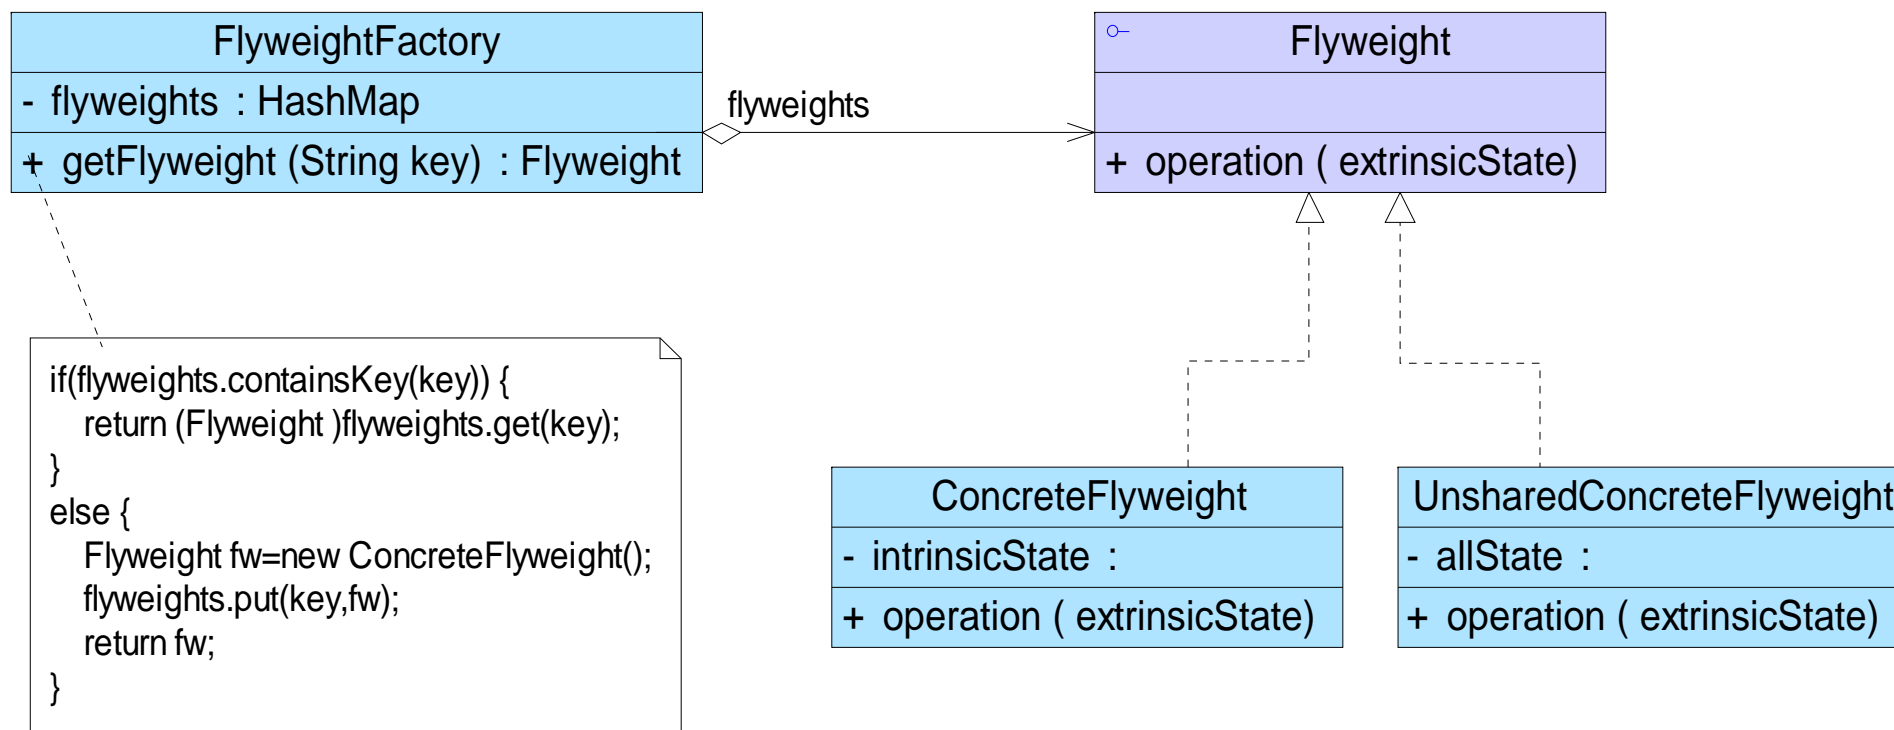 FlyweightFactory
- flyweights : HashMap
+ getFlyweight (String key) : Flyweight
flyweights
Flyweight
+ operation ( extrinsicState)
if(flyweights.containsKey(key)) {
return (Flyweight )flyweights.get(key);
}
else {
Flyweight fw=new ConcreteFlyweight();
flyweights.put(key,fw);
return fw;
}
ConcreteFlyweight
- intrinsicState :
+ operation ( extrinsicState)
UnsharedConcreteFlyweight
- allState :
+ operation ( extrinsicState)